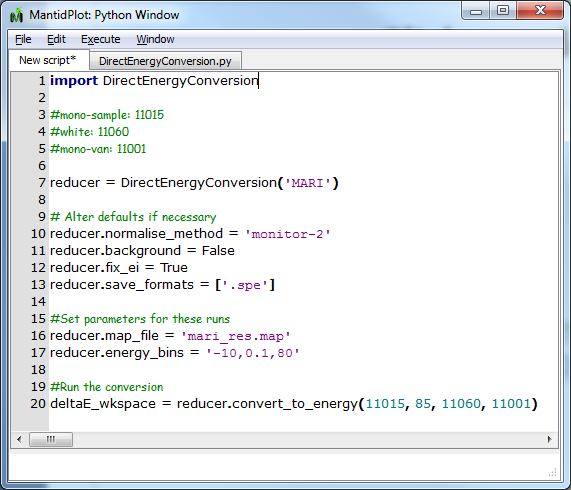 MantidPlot: Python Window
File Edit Execute Window
New script* DirectEnergyConversion.py
1 import DirectEnergyConversion
2
3 #mono-sample: 11015
4 #white: 11060
5 #mono-van: 11001
6
7 reducer = DirectEnergyConversion('MARI')
8
9 # Alter defaults if necessary
10 reducer.normalise_method = 'monitor-2'
11 reducer.background = False
12 reducer.fix_ei = True
13 reducer.save_formats = ['.spe']
14
15 #Set parameters for these runs
16 reducer.map_file = 'mari_res.map'
17 reducer.energy_bins = '-10,0.1,80'
18
19 #Run the conversion
20 deltaE_wkspace = reducer.convert_to_energy(11015, 85, 11060, 11001)